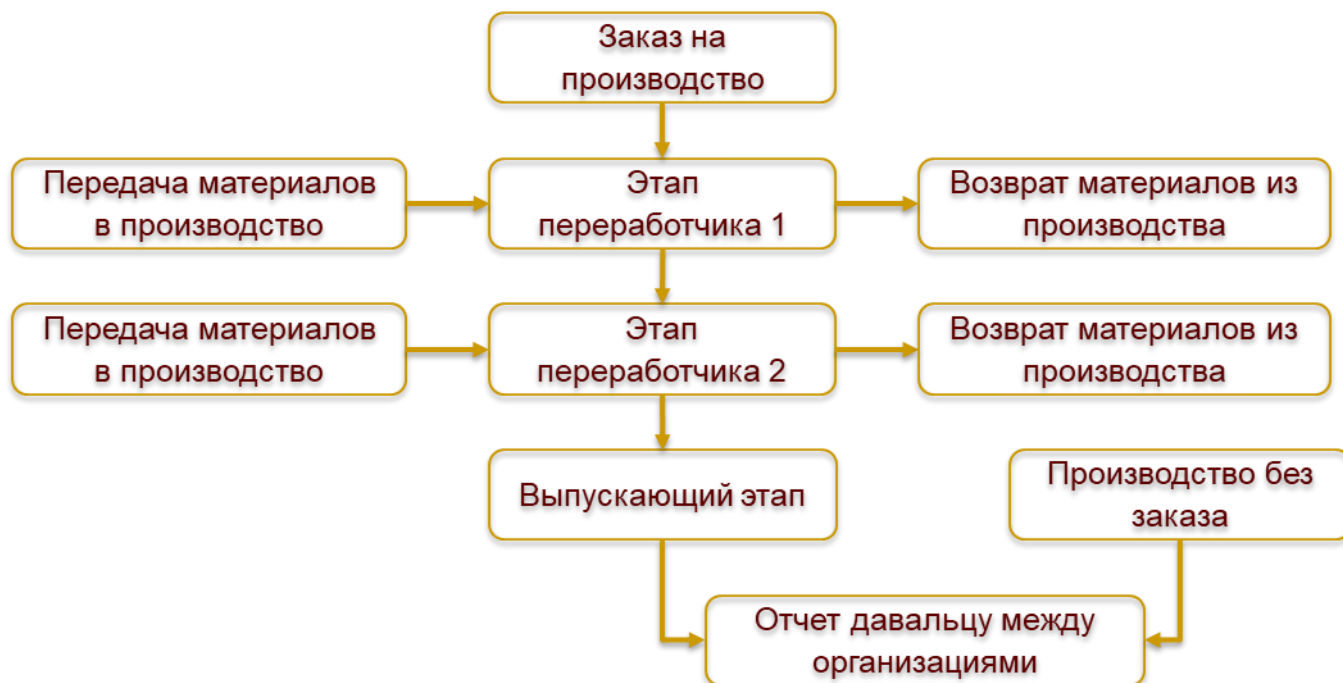 Заказ на
производство
Передача материалов
в производство
Этап
переработчика 1
Возврат материалов из
производства
Передача материалов
в производство
Этап
переработчика 2
Возврат материалов из
производства
Выпускающий этап
Производство без
заказа
Отчет давальцу между
организациями